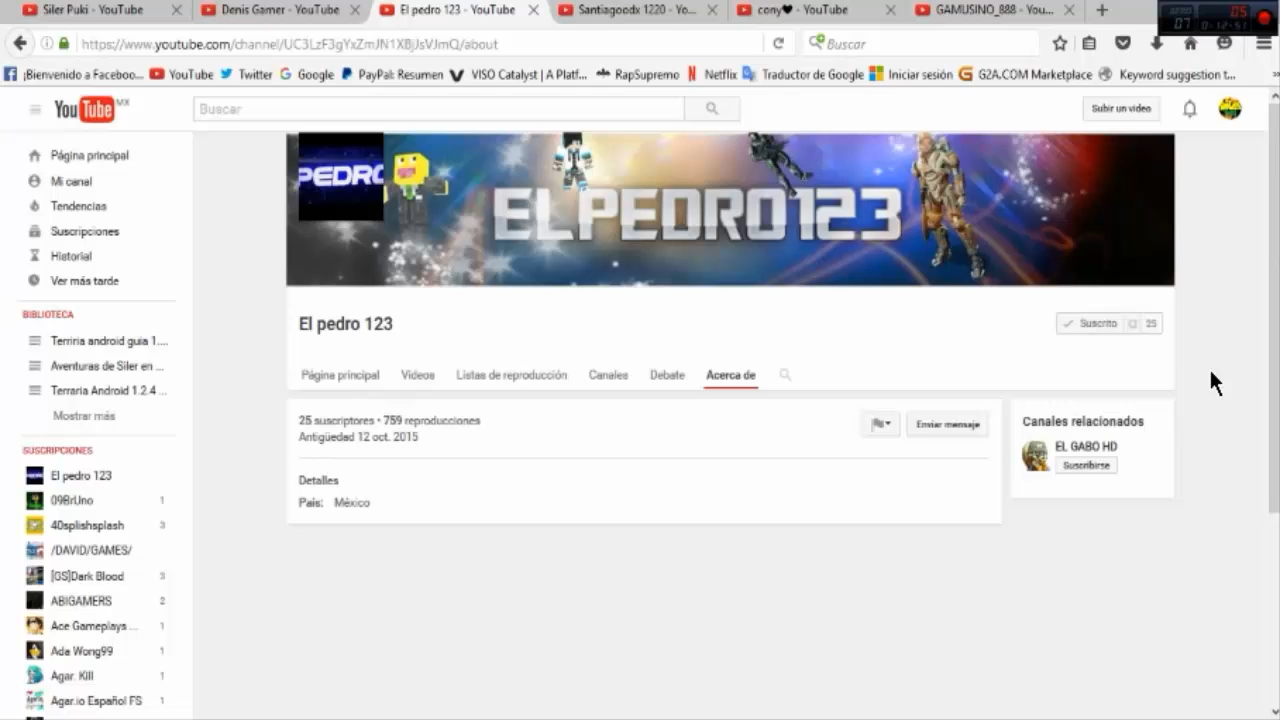 Siler Puki - YouTube
Denis Gamer - YouTube
El pedro 123 - YouTube
Santiagoodx 1220 - Yo...
cony♥ - YouTube
GAMUSINO_888 - You...
05
07
https://www.youtube.com/channel/UC3LzF3gYxZmJN1XBjJsVJmQ/about
Buscar
¡Bienvenido a Faceboo...
YouTube
Twitter
Google
PayPal: Resumen
VISO Catalyst | A Platf...
RapSupremo
Netflix
Traductor de Google
Iniciar sesión
G2A.COM Marketplace
Keyword suggestion t...
YouTube MX
Buscar
Subir un video
Página principal
Mi canal
Tendencias
Suscripciones
Historial
Ver más tarde
BIBLIOTECA
Terriria android guia 1....
Aventuras de Siler en ...
Terraria Android 1.2.4 ...
Mostrar más
SUSCRIPCIONES
El pedro 123
09BrUno 1
40splishsplash 3
/DAVID/GAMES/
[GS]Dark Blood 3
ABIGAMERS 2
Ace Gameplays ... 1
Ada Wong99 1
Agar. Kill 1
Agar.io Español FS 1
PEDRO
ELPEDRO123
El pedro 123
Suscrito 25
Página principal
Videos
Listas de reproducción
Canales
Debate
Acerca de
25 suscriptores • 759 reproducciones
Antigüedad 12 oct. 2015
Enviar mensaje
Detalles
País: México
Canales relacionados
EL GABO HD
Suscribirse